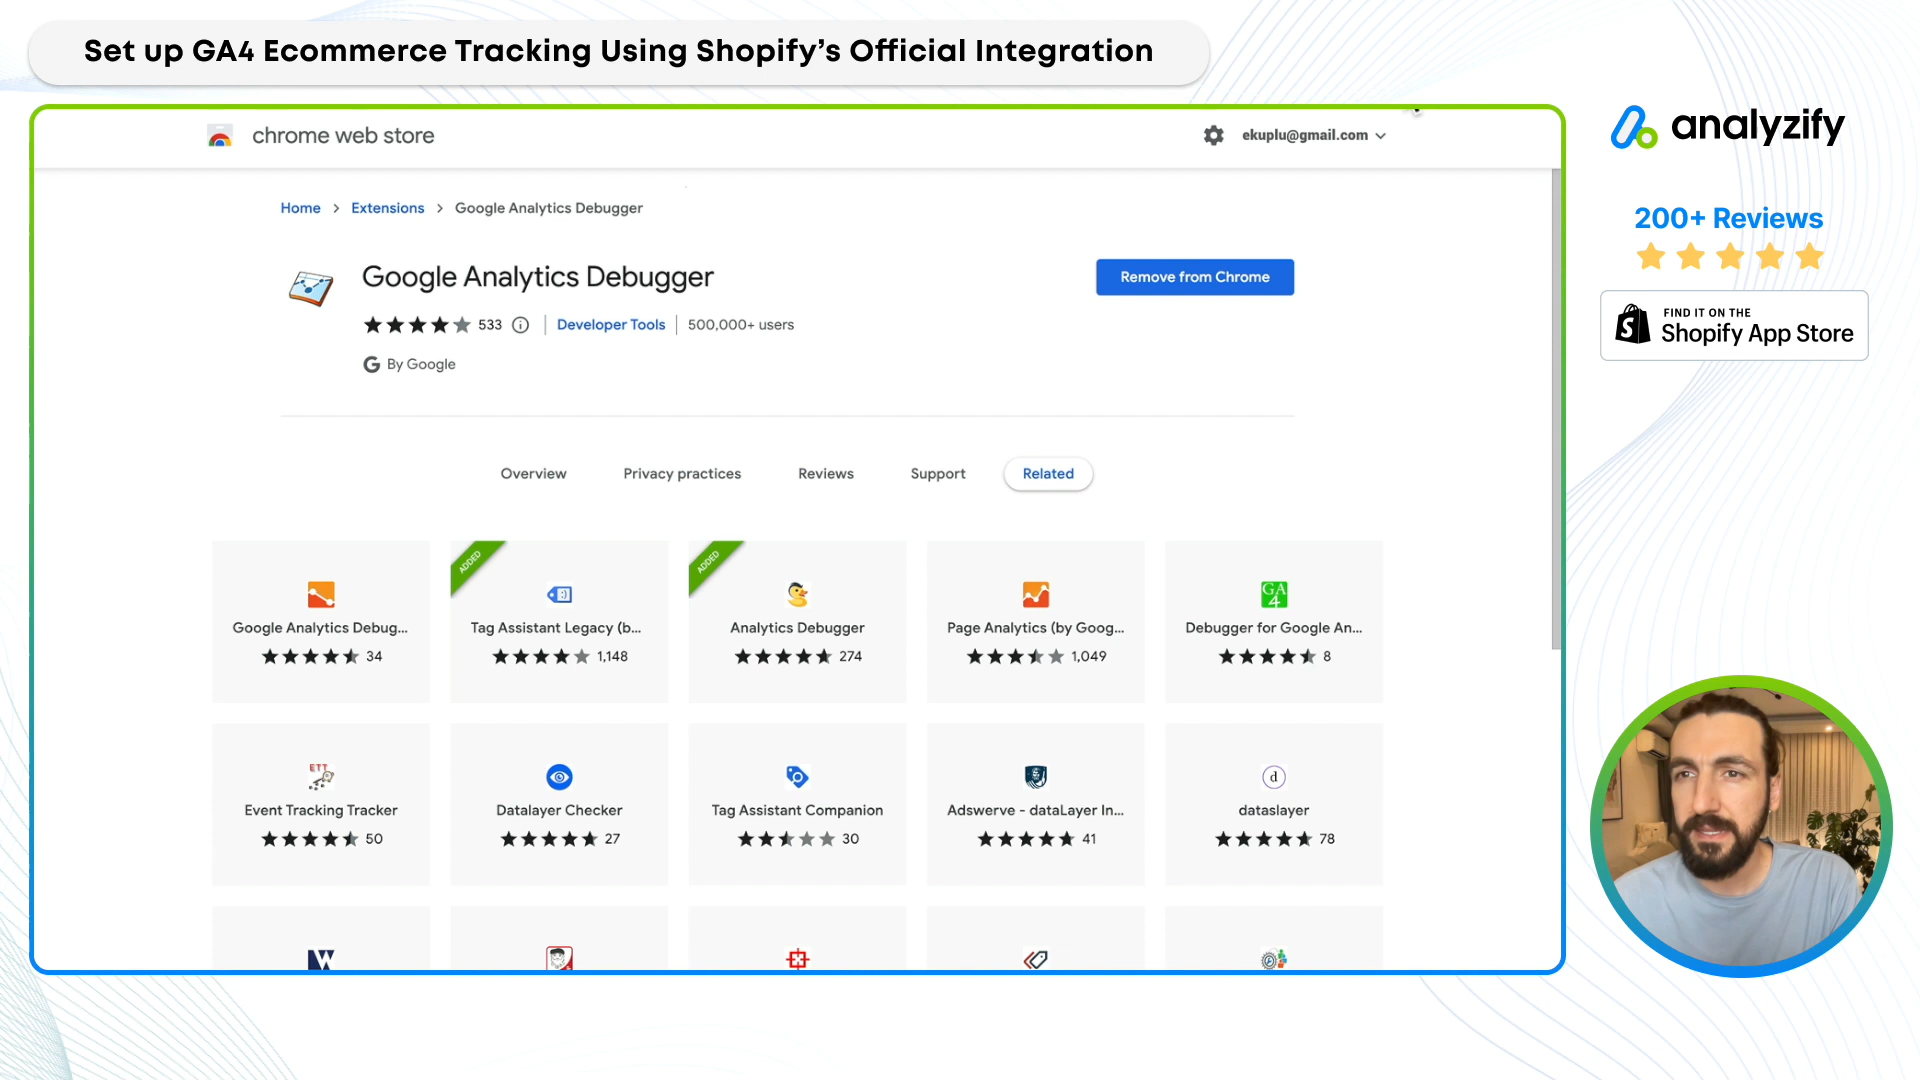 Set up GA4 Ecommerce Tracking Using Shopify’s Official Integration
analyzify
200+ Reviews
FIND IT ON THE
Shopify App Store
chrome web store
ekuplu@gmail.com
Home > Extensions > Google Analytics Debugger
Google Analytics Debugger
Remove from Chrome
533 | Developer Tools | 500,000+ users
By Google
Overview Privacy practices Reviews Support Related
ADDED ADDED
GA 4
Google Analytics Debug... Tag Assistant Legacy (b... Analytics Debugger Page Analytics (by Goog... Debugger for Google An...
34 1,148 274 1,049 8
ETT d
Event Tracking Tracker Datalayer Checker Tag Assistant Companion Adswerve - dataLayer In... dataslayer
50 27 30 41 78
W